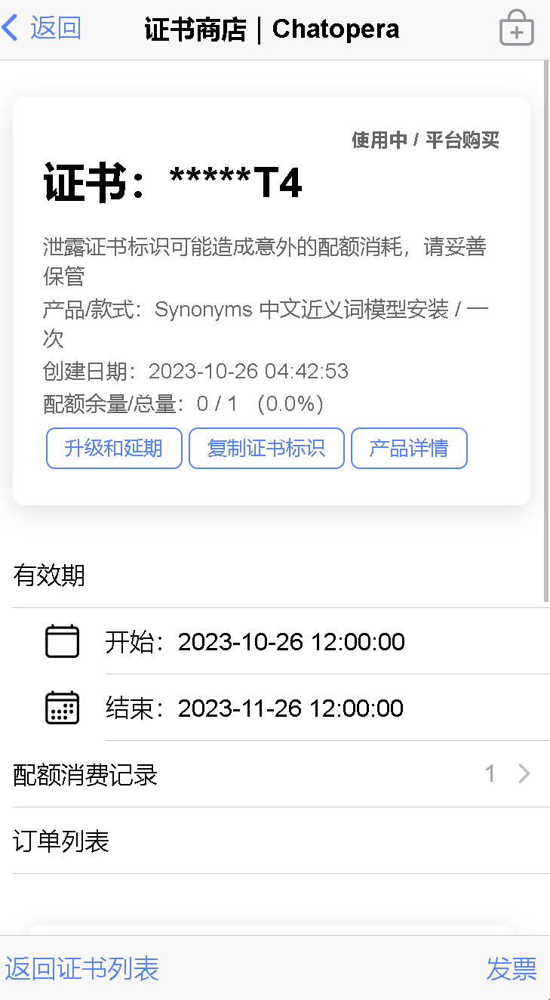 返回
证书商店 | Chatopera
使用中 / 平台购买
证书：*****T4
泄露证书标识可能造成意外的配额消耗，请妥善
保管
产品/款式：Synonyms 中文近义词模型安装 / 一
次
创建日期：2023-10-26 04:42:53
配额余量/总量：0 / 1 （0.0%）
升级和延期
复制证书标识
产品详情
有效期
开始：2023-10-26 12:00:00
结束：2023-11-26 12:00:00
配额消费记录 1
订单列表
返回证书列表
发票